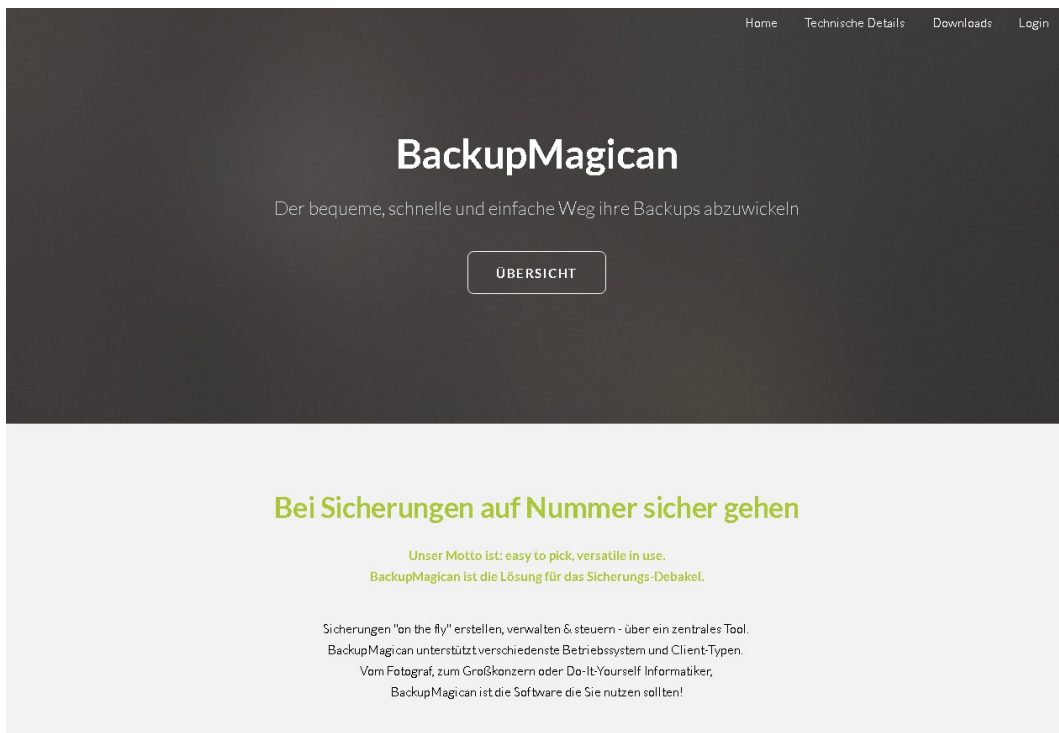 Home Technische Details Downloads Login
BackupMagican
Der bequeme, schnelle und einfache Weg ihre Backups abzuwickeln
ÜBERSICHT
Bei Sicherungen auf Nummer sicher gehen
Unser Motto ist: easy to pick, versatile in use.
BackupMagican ist die Lösung für das Sicherungs-Debakel.
Sicherungen "on the fly" erstellen, verwalten & steuern - über ein zentrales Tool.
BackupMagican unterstützt verschiedenste Betriebssystem und Client-Typen.
Vom Fotograf, zum Großkonzern oder Do-It-Yourself Informatiker,
BackupMagican ist die Software die Sie nutzen sollten!